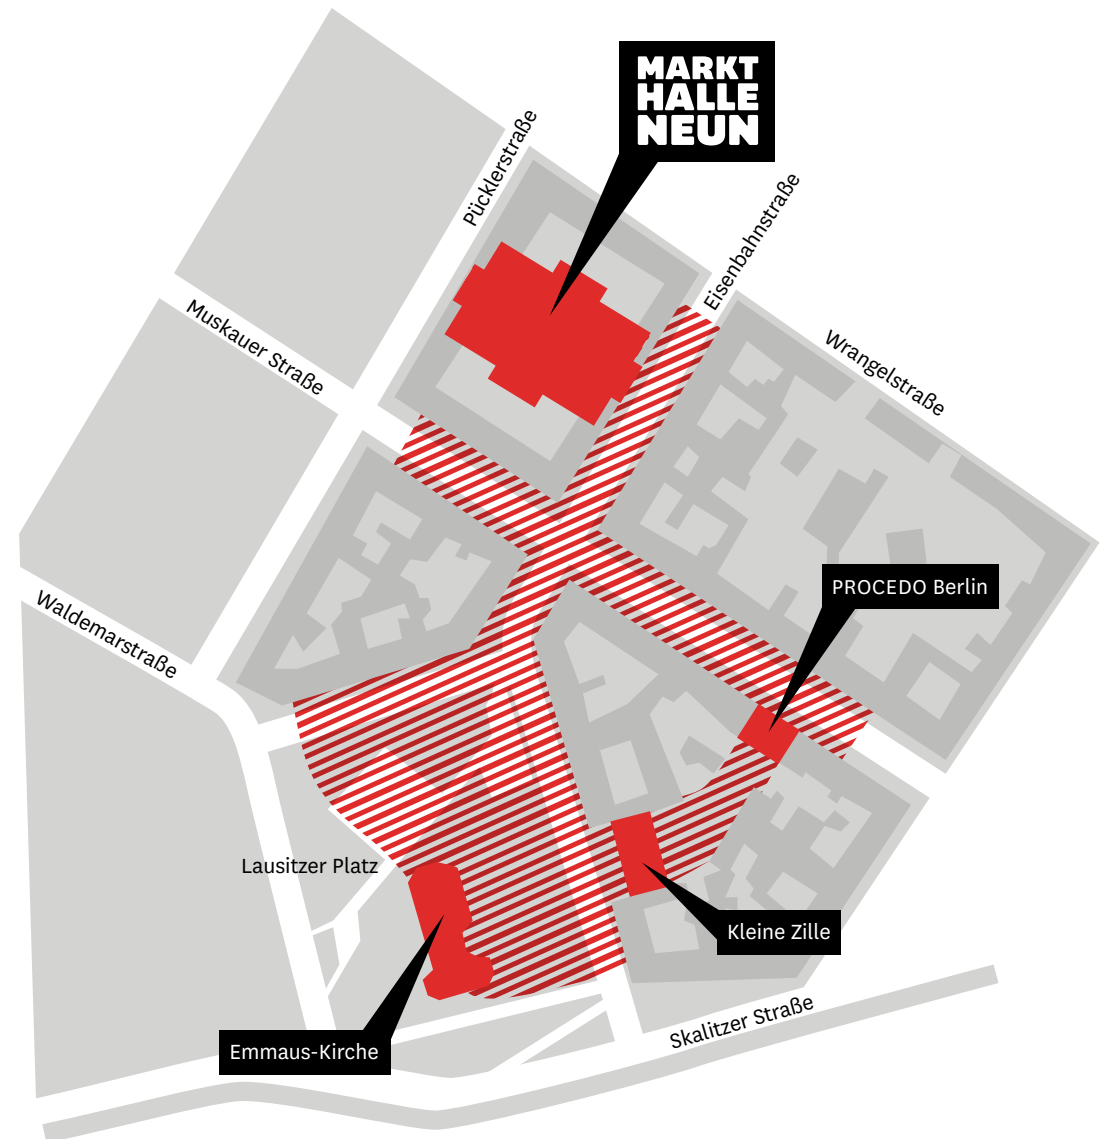 MARKT
HALLE
NEUN
Pücklerstraße
Eisenbahnstraße
Muskauer Straße
Wrangelstraße
PROCEDO Berlin
Waldemarstraße
Lausitzer Platz
Kleine Zille
Skalitzer Straße
Emmaus-Kirche